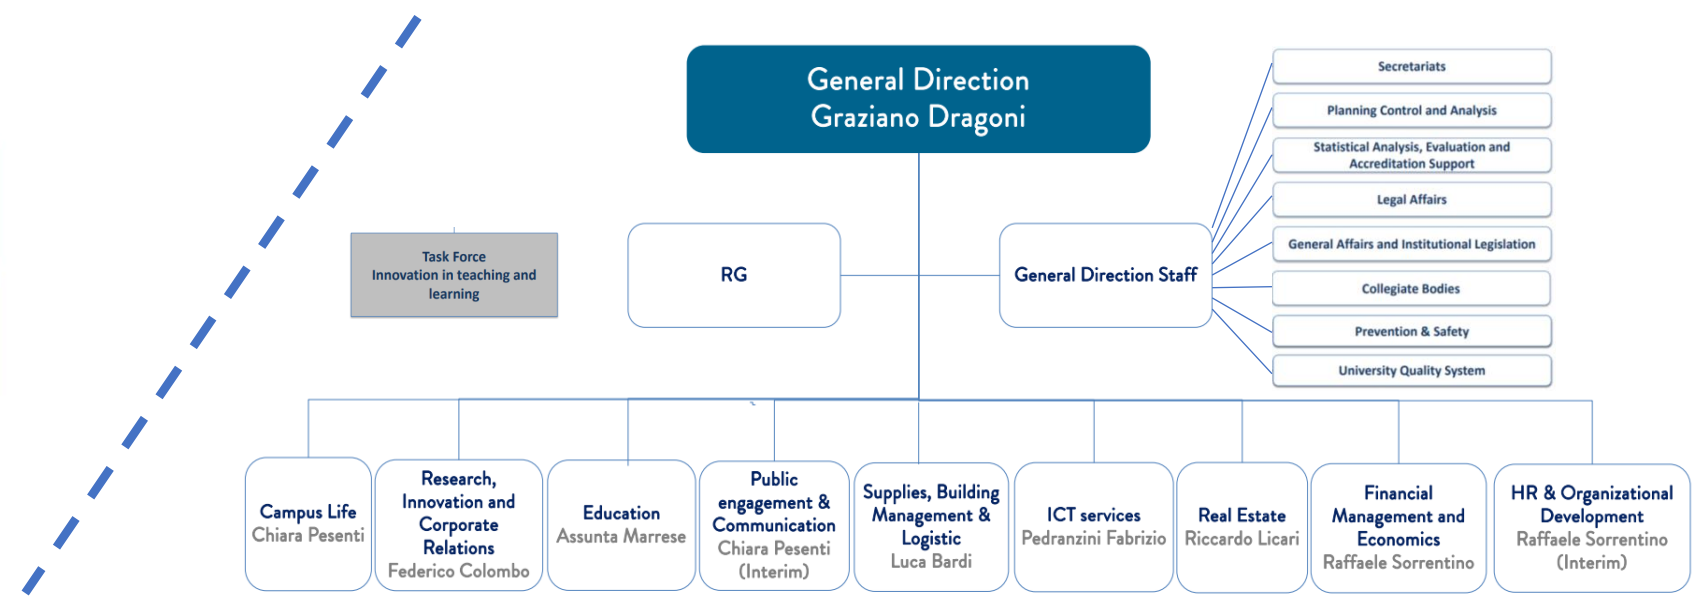 General Direction
Graziano Dragoni
Secretariats
Planning Control and Analysis
Statistical Analysis, Evaluation and
Accreditation Support
Legal Affairs
General Affairs and Institutional Legislation
Collegiate Bodies
Prevention & Safety
University Quality System
Task Force
Innovation in teaching and
learning
RG
General Direction Staff
Campus Life
Chiara Pesenti
Research,
Innovation and
Corporate
Relations
Federico Colombo
Education
Assunta Marrese
Public
engagement &
Communication
Chiara Pesenti
(Interim)
Supplies, Building
Management &
Logistic
Luca Bardi
ICT services
Pedranzini Fabrizio
Real Estate
Riccardo Licari
Financial
Management and
Economics
Raffaele Sorrentino
HR & Organizational
Development
Raffaele Sorrentino
(Interim)